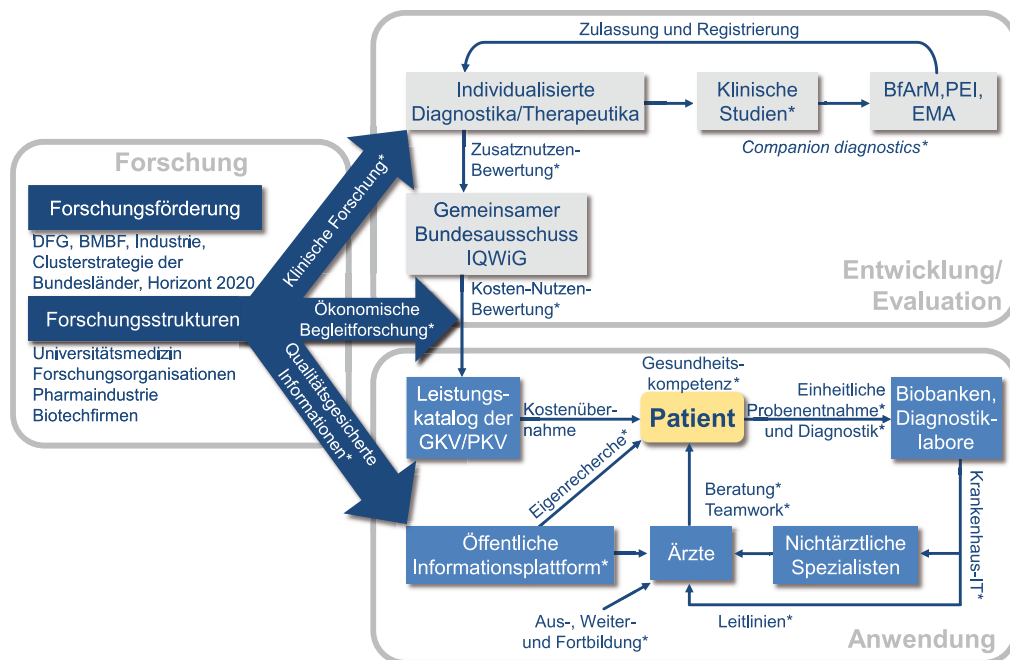 Zulassung und Registrierung
Individualisierte
Diagnostika/Therapeutika
Klinische
Studien*
BfArM,PEI,
EMA
Companion diagnostics*
Zusatznutzen-
Bewertung*
Gemeinsamer
Bundesausschuss
IQWiG
Kosten-Nutzen-
Bewertung*
Entwicklung/
Evaluation
Forschung
Forschungsförderung
DFG, BMBF, Industrie,
Clusterstrategie der
Bundesländer, Horizont 2020
Forschungsstrukturen
Universitätsmedizin
Forschungsorganisationen
Pharmaindustrie
Biotechfirmen
Klinische Forschung*
Ökonomische
Begleitforschung*
Qualitätsgesicherte
Informationen*
Leistungs-
katalog der
GKV/PKV
Kostenüber-
nahme
Gesundheits-
kompetenz*
Patient
Einheitliche
Probenentnahme*
und Diagnostik*
Biobanken,
Diagnostik-
labore
Eigenrecherche*
Beratung*
Teamwork*
Krankenhaus-IT*
Öffentliche
Informationsplattform*
Ärzte
Nichtärztliche
Spezialisten
Aus-, Weiter-
und Fortbildung*
Leitlinien*
Anwendung